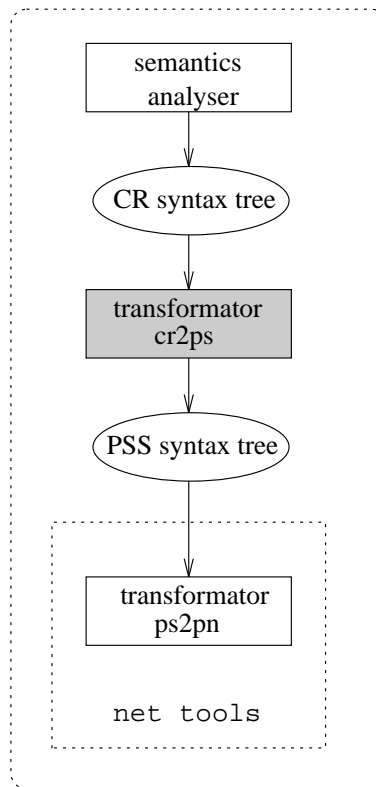 semantics
analyser
CR syntax tree
transformator
cr2ps
PSS syntax tree
transformator
ps2pn
net tools